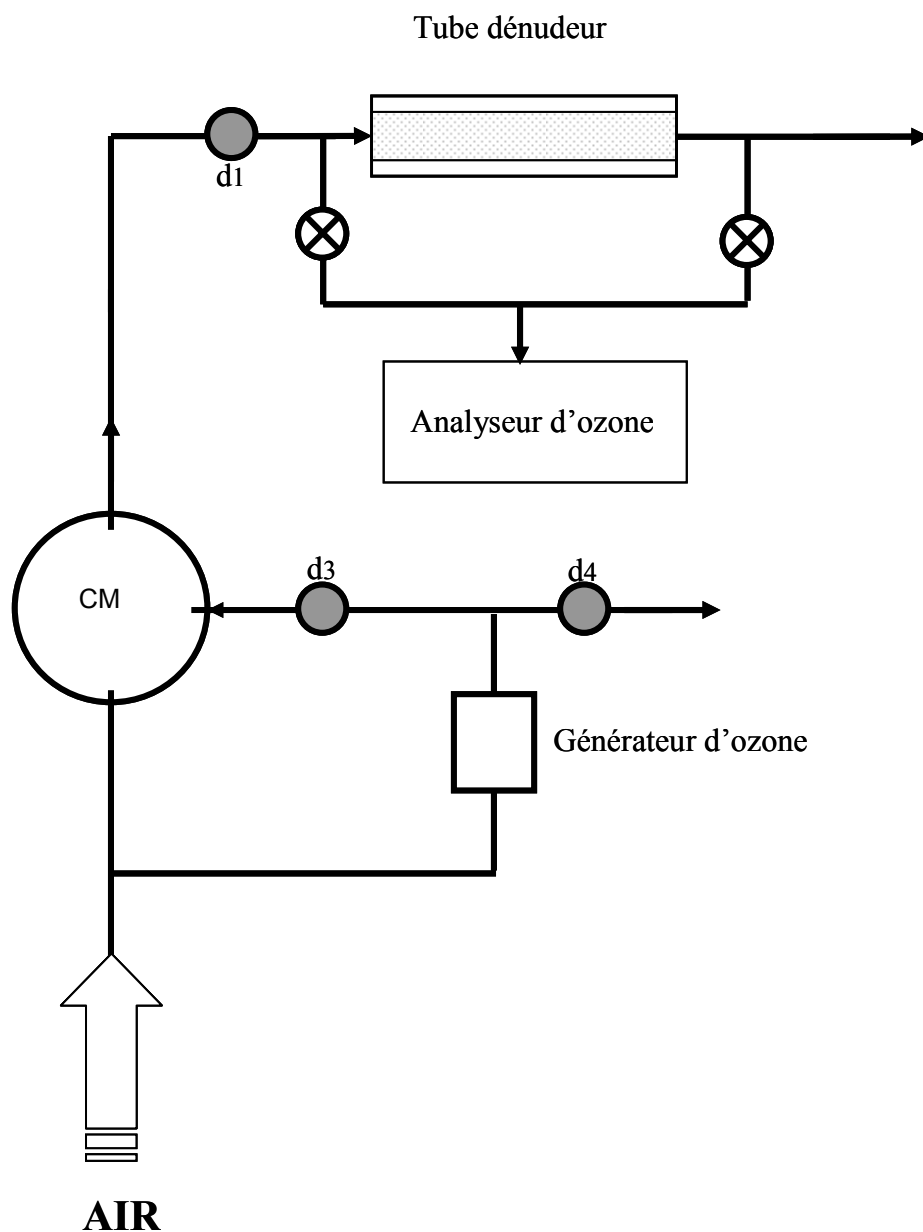 Tube dénudeur
d1
Analyseur d'ozone
d3
d4
CM
Générateur d'ozone
AIR